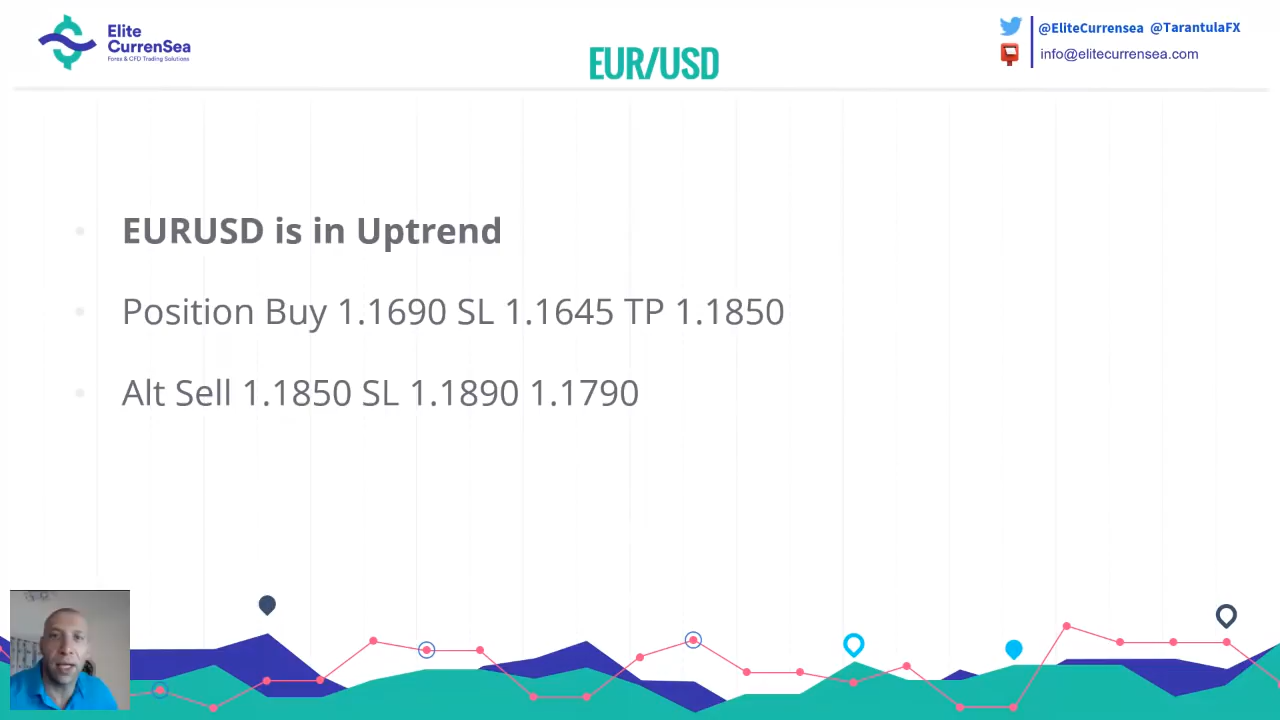 Elite
CurrenSea
Forex & CFD Trading Solutions
EUR/USD
@EliteCurrensea @TarantulaFX
info@elitecurrensea.com
EURUSD is in Uptrend
Position Buy 1.1690 SL 1.1645 TP 1.1850
Alt Sell 1.1850 SL 1.1890 1.1790